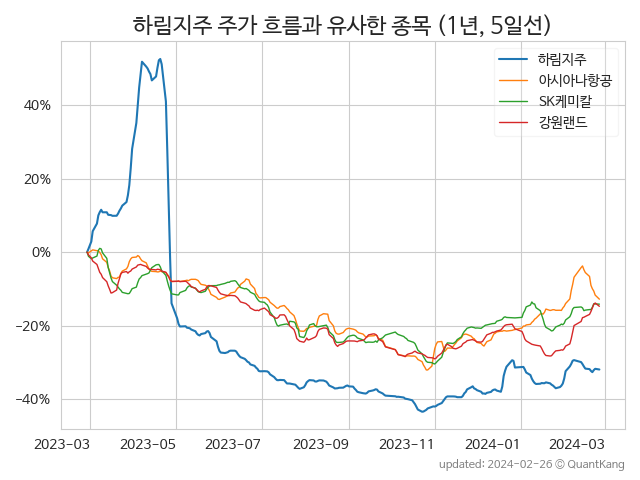 하림지주 주가 흐름과 유사한 종목 (1년, 5일선)
하림지주
아시아나항공
SK케미칼
강원랜드
40%
20%
0%
−20%
−40%
2023-03 2023-05 2023-07 2023-09 2023-11 2024-01 2024-03
updated: 2024-02-26 © QuantKang